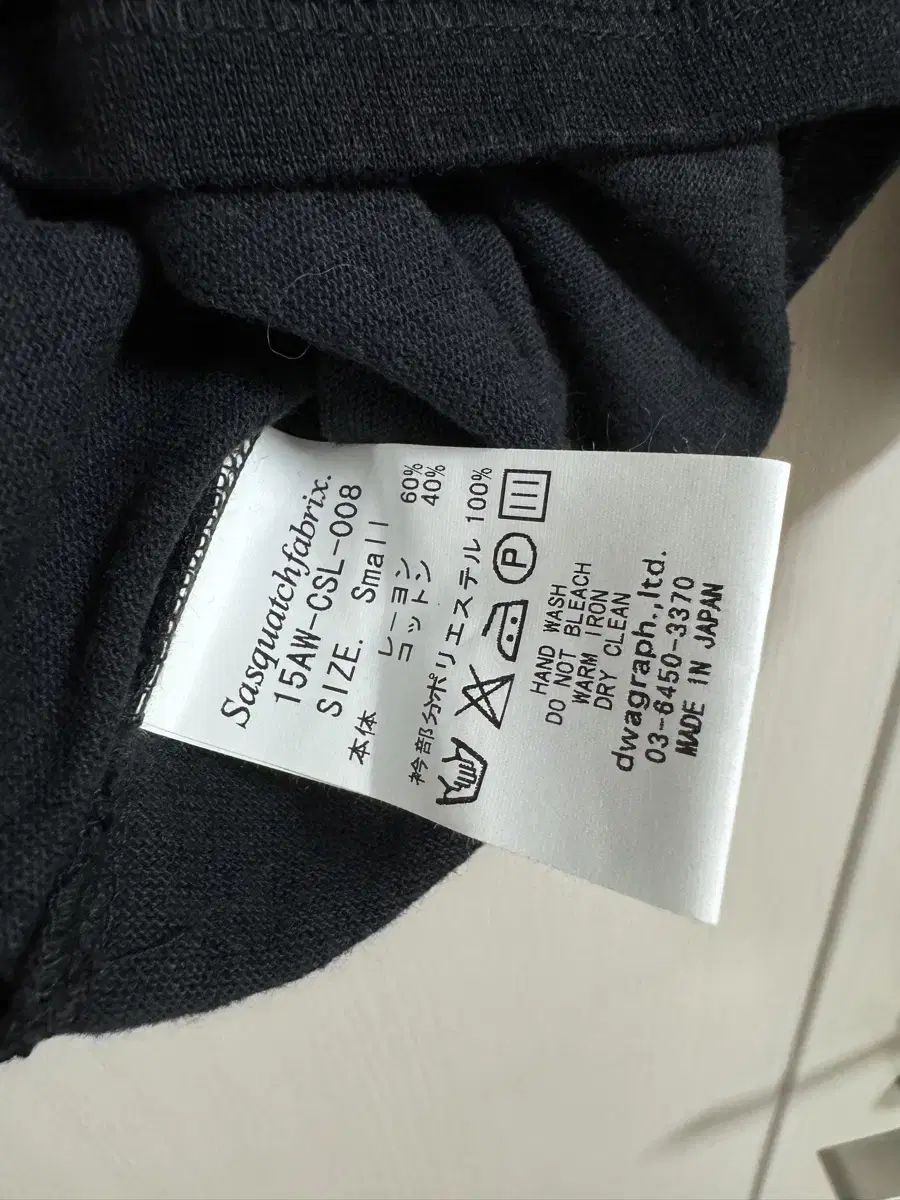 Sasquatchfabrix.
15AW-CSL-008
SIZE. Small
本体 レーヨン 60%
コットン 40%
衿部分ポリエステル 100%
P
HAND WASH
DO NOT BLEACH
WARM IRON
DRY CLEAN
dwagraph.,ltd.
03-6450-3370
MADE IN JAPAN